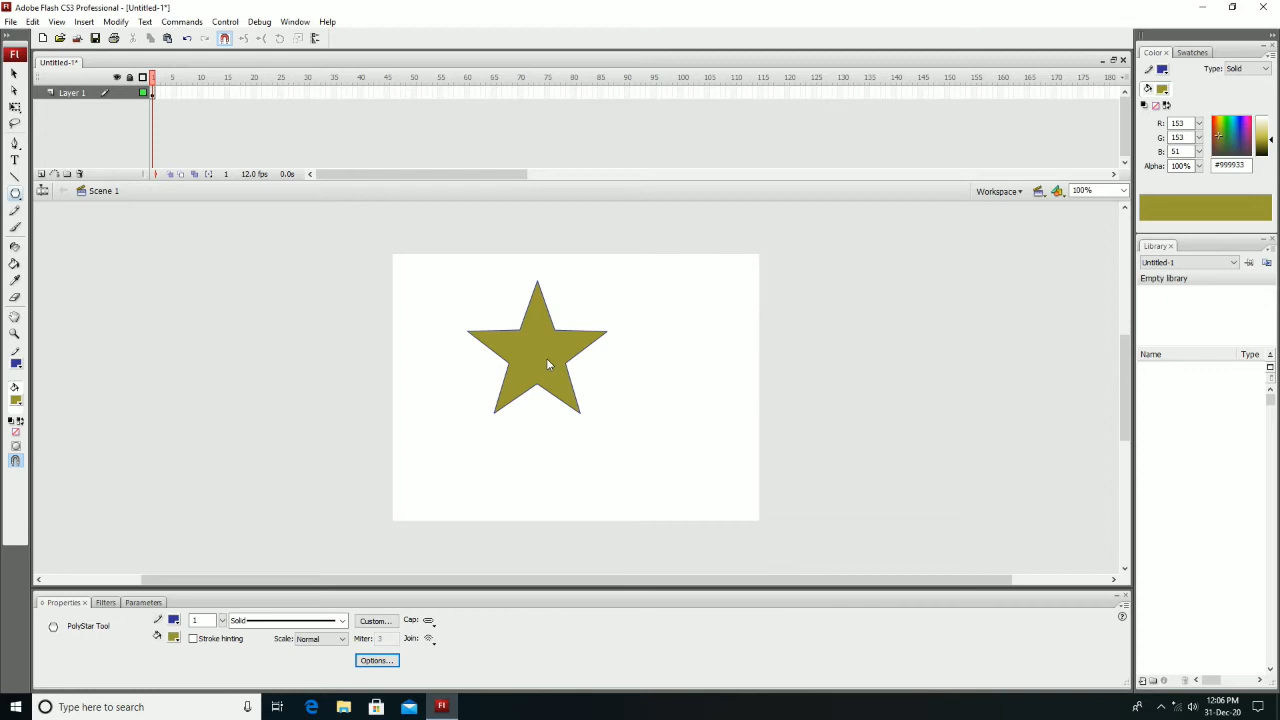 Adobe Flash CS3 Professional - [Untitled-1*]
File Edit View Insert Modify Text Commands Control Debug Window Help
Fl
Untitled-1*
1 5 10 15 20 25 30 35 40 45 50 55 60 65 70 75 80 85 90 95 100 105 110 115 120 125 130 135 140 145 150 155 160 165 170 175 180
Layer 1
1 12.0 fps 0.0s
Scene 1
Workspace
100%
Color Swatches
Type: Solid
R: 153
G: 153
B: 51
Alpha: 100% #999933
Library
Untitled-1
Empty library
Name Type
Properties Filters Parameters
PolyStar Tool
1 Solid Custom... Cap:
Stroke hinting Scale: Normal Miter: 3 Join:
Options...
Type here to search
Fl
12:06 PM
31-Dec-20